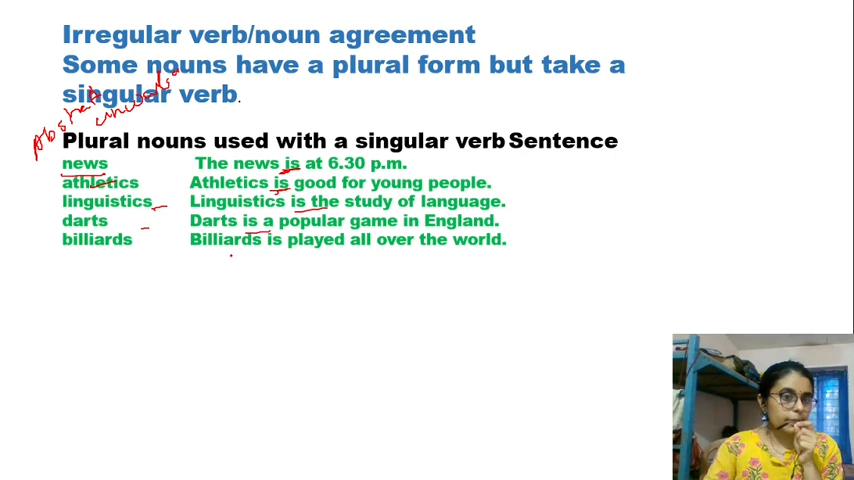 Irregular verb/noun agreement
Some nouns have a plural form but take a
singular verb.
Abstract
Plural nouns used with a singular verb Sentence
news The news is at 6.30 p.m.
athletics Athletics is good for young people.
linguistics Linguistics is the study of language.
darts Darts is a popular game in England.
billiards Billiards is played all over the world.